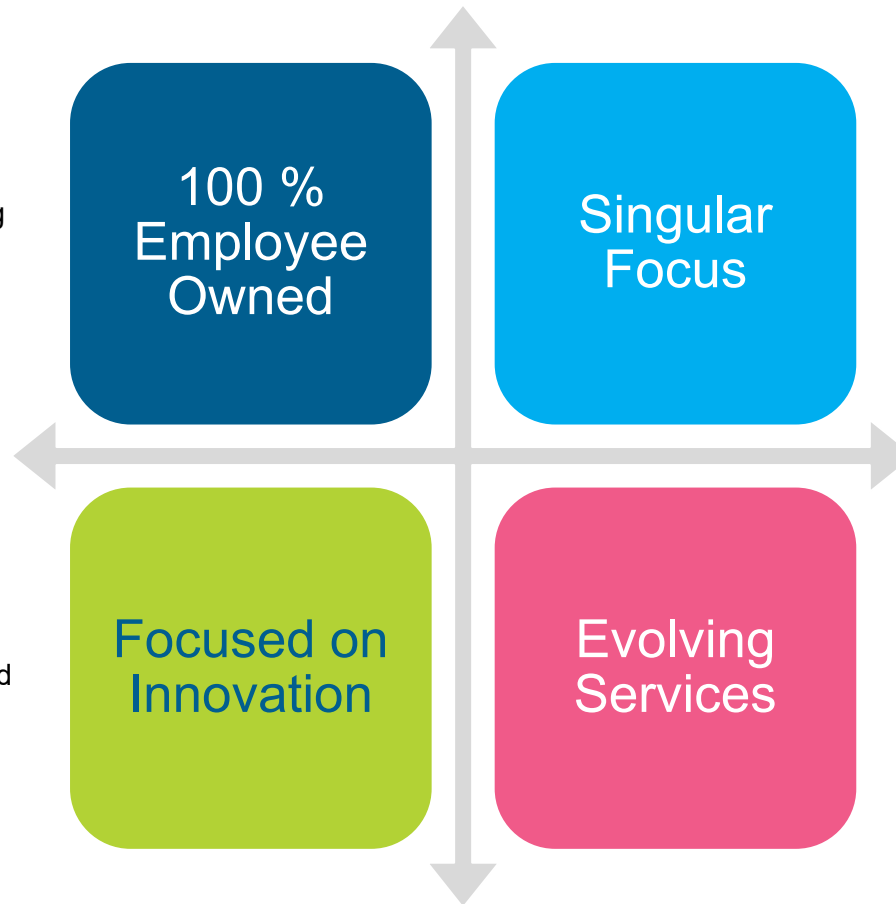 100 %
Employee
Owned
Singular
Focus
g
Focused on
Innovation
d
Evolving
Services